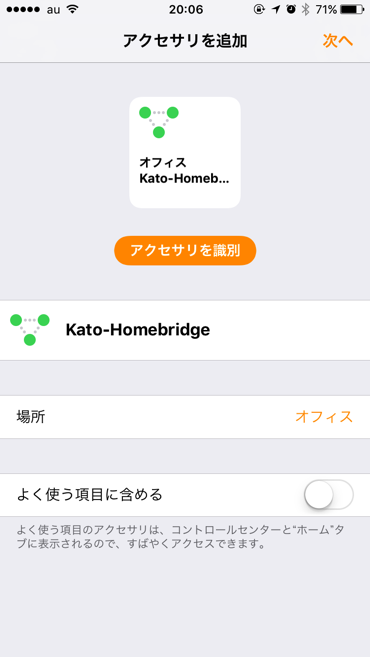 au 20:06 71%
アクセサリを追加 次へ
オフィス
Kato-Homeb...
アクセサリを識別
Kato-Homebridge
場所 オフィス
よく使う項目に含める
よく使う項目のアクセサリは、コントロールセンターと“ホーム”タ
ブに表示されるので、すばやくアクセスできます。